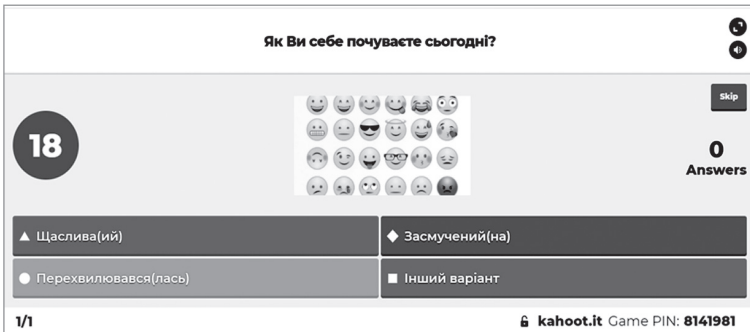 Як Ви себе почуваєте сьогодні?
Skip
18
0
Answers
▲ Щаслива(ий)
◆ Засмучений(на)
● Перехвилювався(лась)
■ Інший варіант
1/1
kahoot.it Game PIN: 8141981